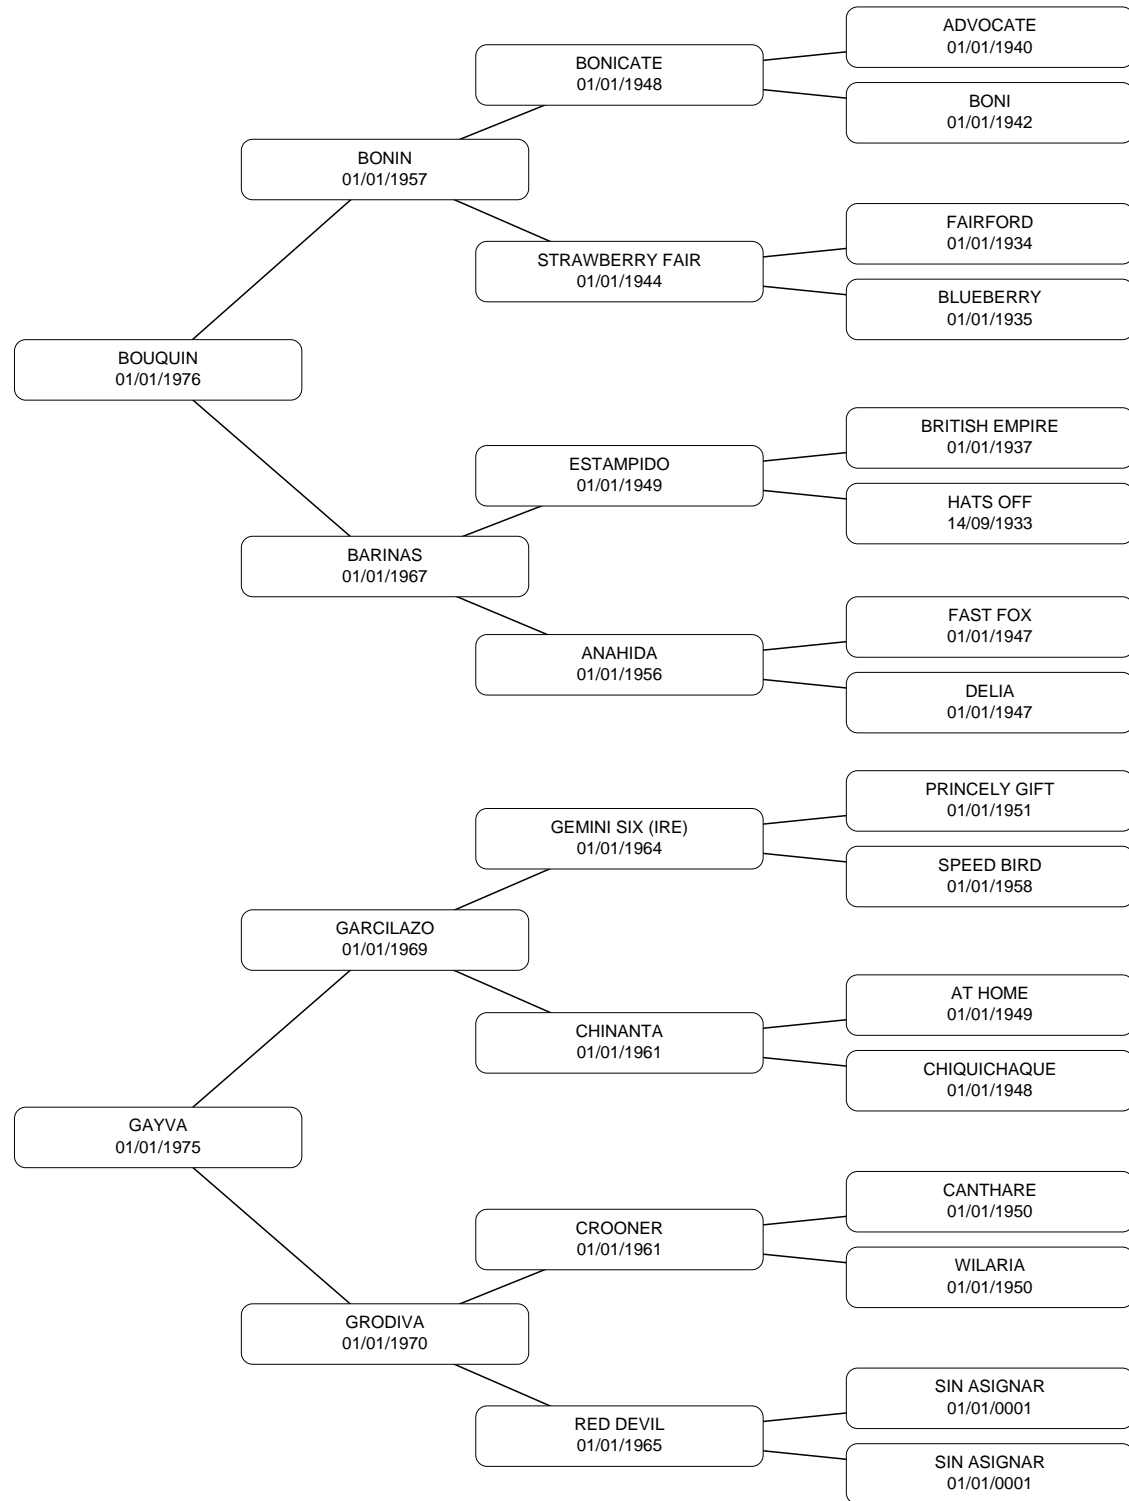 ADVOCATE
01/01/1940
BONICATE
01/01/1948
BONI
01/01/1942
BONIN
01/01/1957
FAIRFORD
01/01/1934
STRAWBERRY FAIR
01/01/1944
BLUEBERRY
01/01/1935
BOUQUIN
01/01/1976
BRITISH EMPIRE
01/01/1937
ESTAMPIDO
01/01/1949
HATS OFF
14/09/1933
BARINAS
01/01/1967
FAST FOX
01/01/1947
ANAHIDA
01/01/1956
DELIA
01/01/1947
PRINCELY GIFT
01/01/1951
GEMINI SIX (IRE)
01/01/1964
SPEED BIRD
01/01/1958
GARCILAZO
01/01/1969
AT HOME
01/01/1949
CHINANTA
01/01/1961
CHIQUICHAQUE
01/01/1948
GAYVA
01/01/1975
CANTHARE
01/01/1950
CROONER
01/01/1961
WILARIA
01/01/1950
GRODIVA
01/01/1970
SIN ASIGNAR
01/01/0001
RED DEVIL
01/01/1965
SIN ASIGNAR
01/01/0001